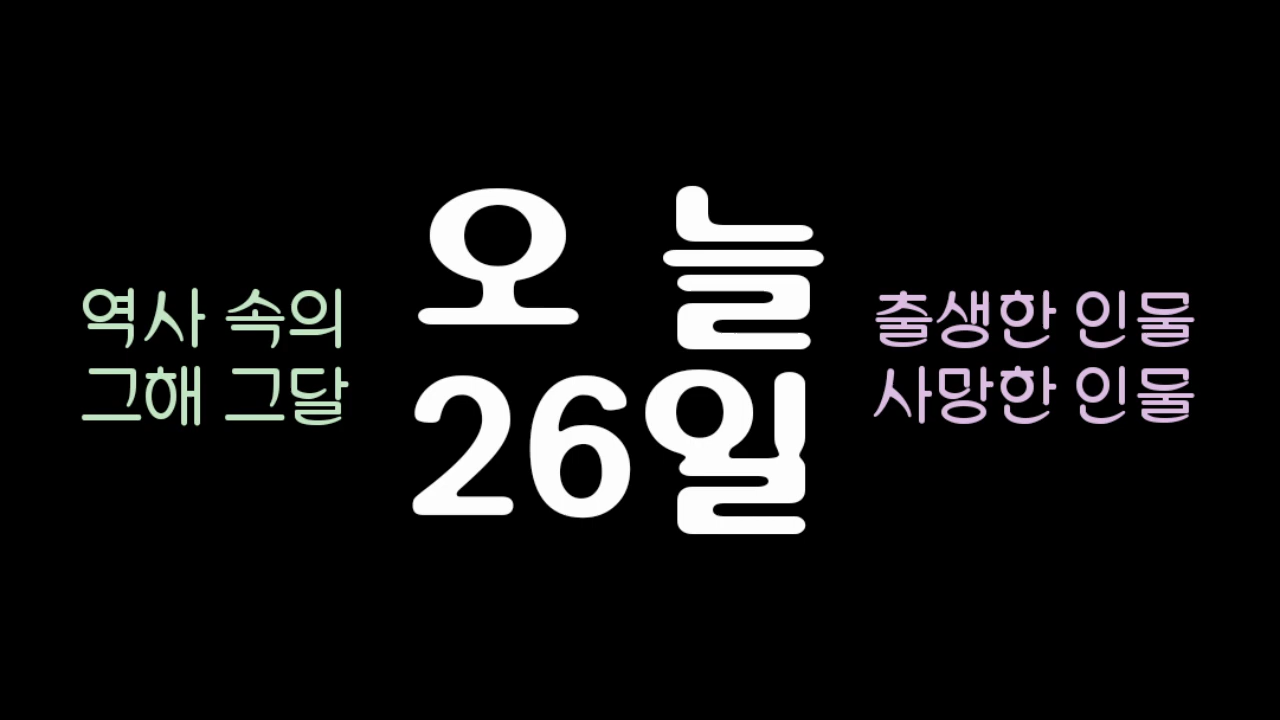 역사 속의
그해 그달
오 늘
26일
출생한 인물
사망한 인물